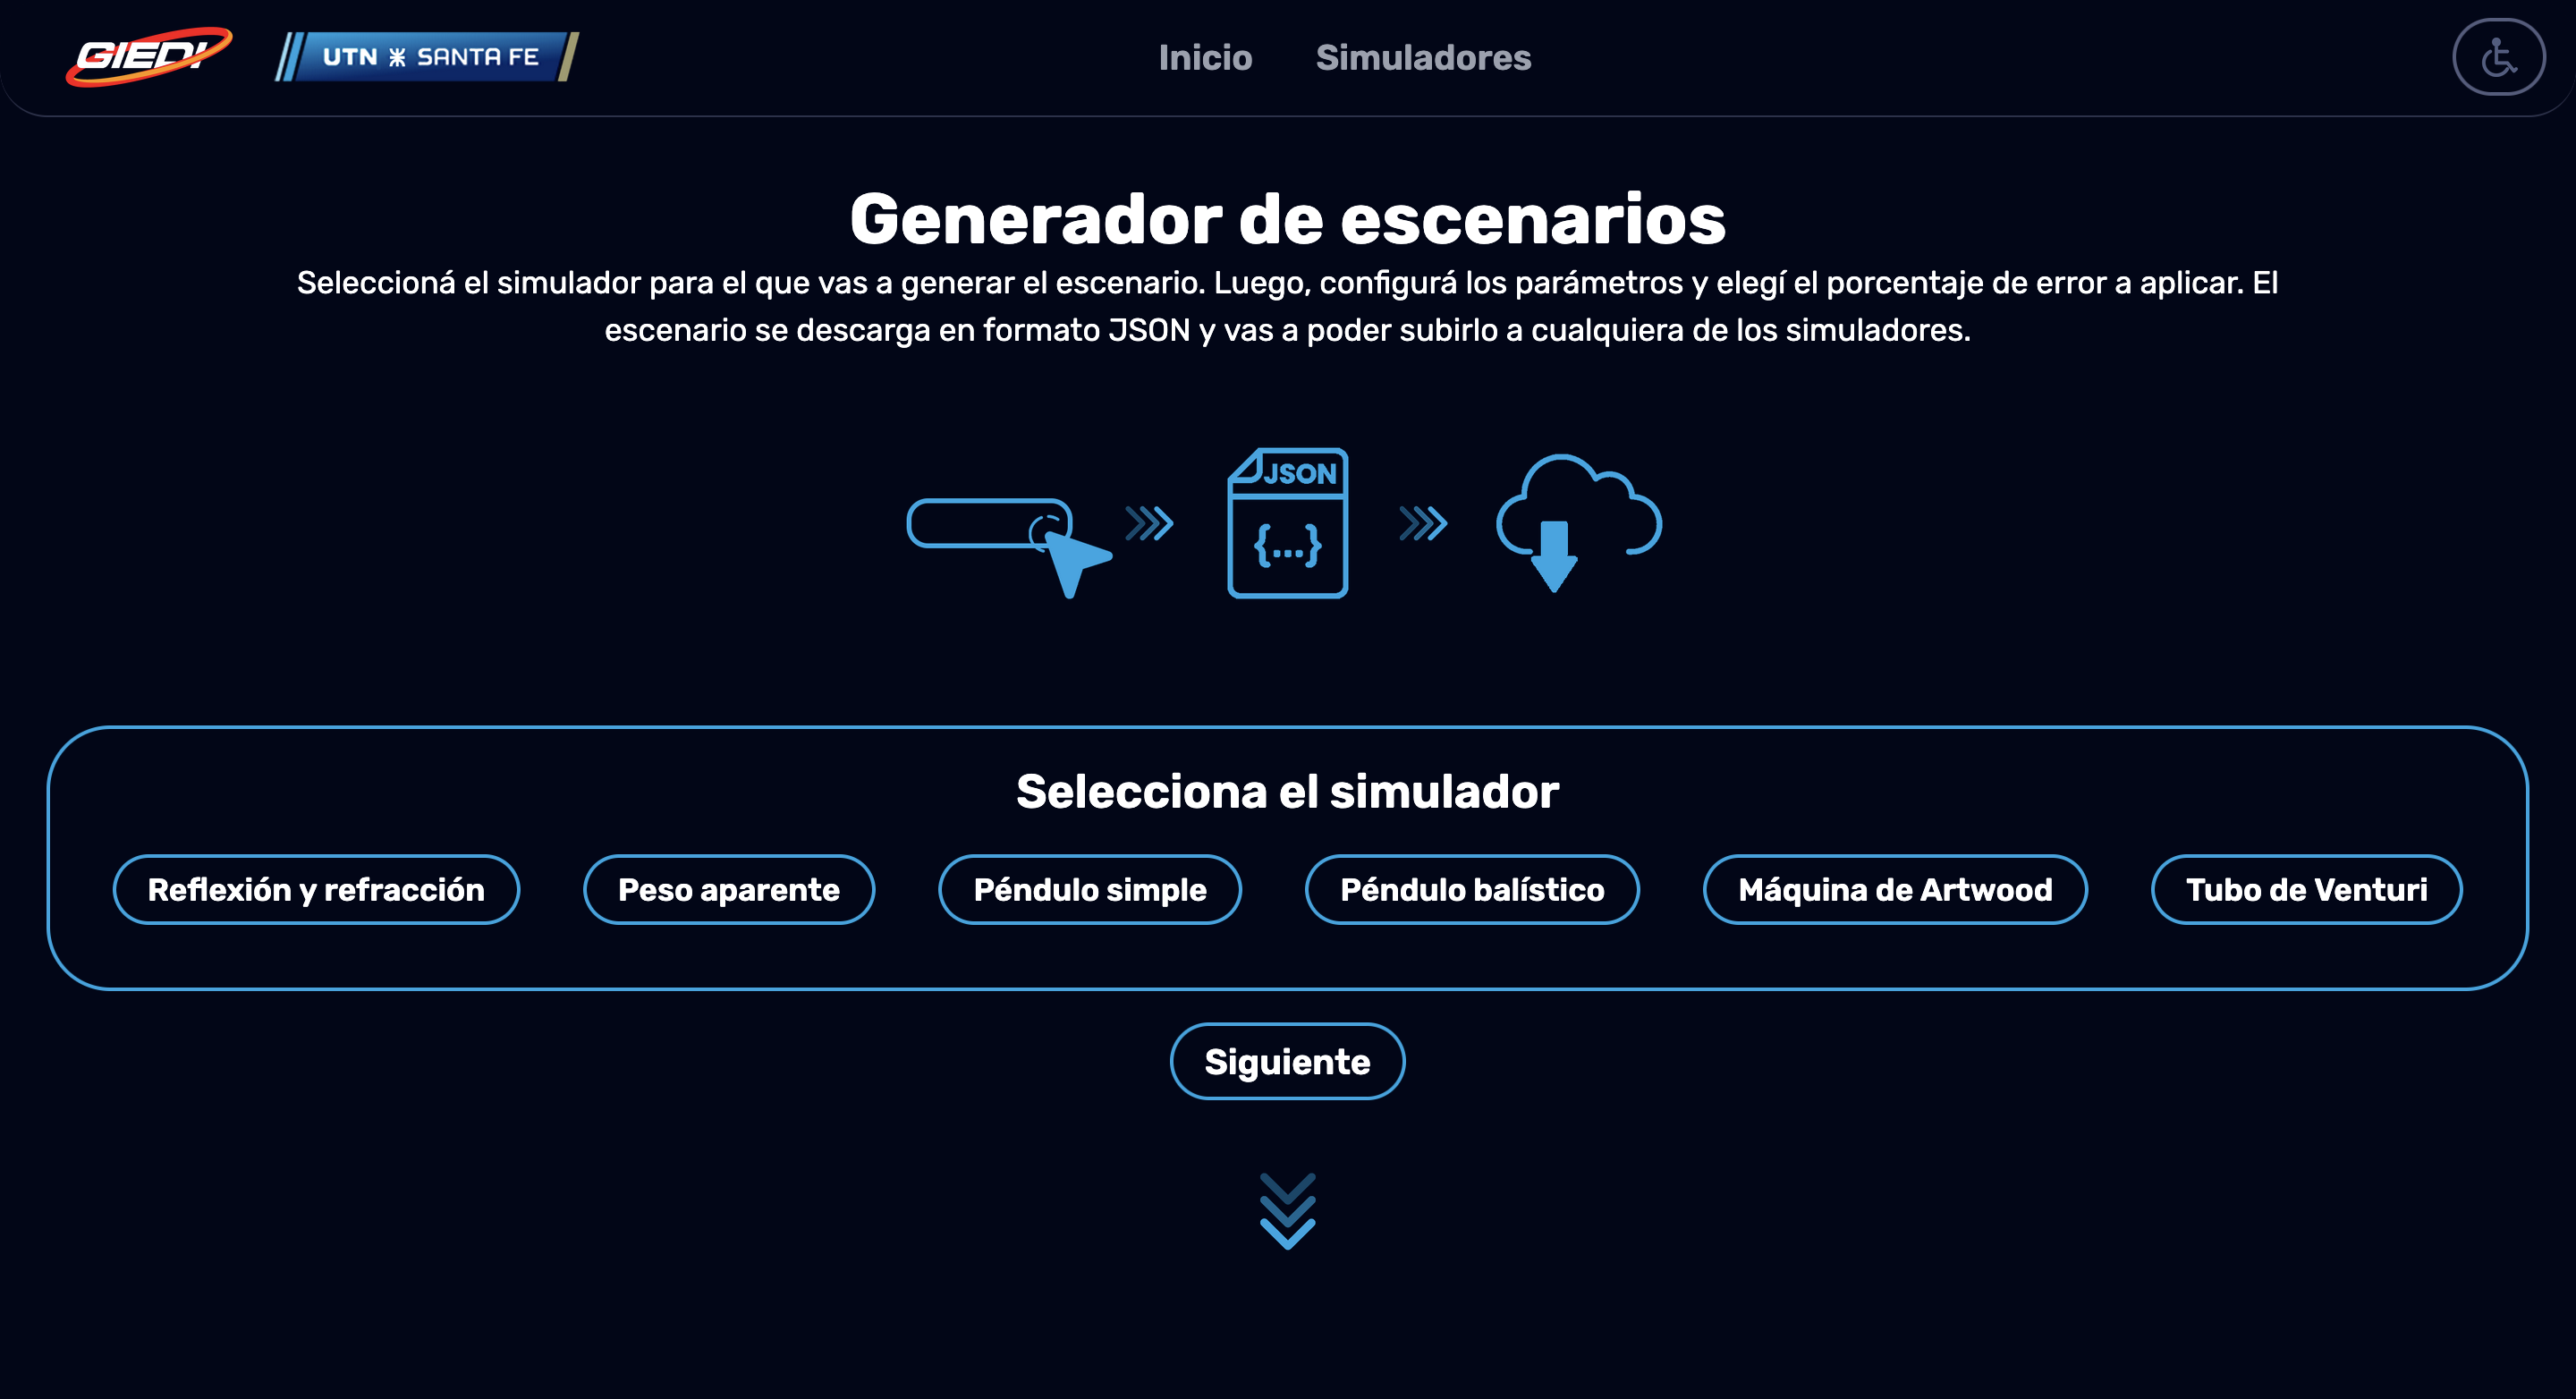 GIEDI
UTN SANTA FE
Inicio
Simuladores
Generador de escenarios
Seleccioná el simulador para el que vas a generar el escenario. Luego, configurá los parámetros y elegí el porcentaje de error a aplicar. El
escenario se descarga en formato JSON y vas a poder subirlo a cualquiera de los simuladores.
JSON
{...}
Selecciona el simulador
Reflexión y refracción
Peso aparente
Péndulo simple
Péndulo balístico
Máquina de Artwood
Tubo de Venturi
Siguiente